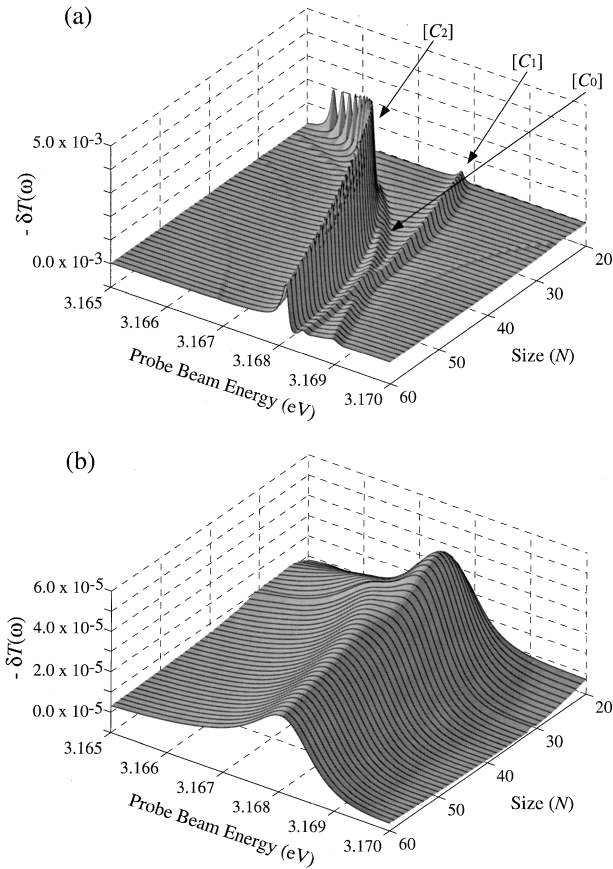 (a)
[C2]
[C1]
[C0]
5.0 x 10-3
0.0 x 10-3
- δT(ω)
3.165
3.166
3.167
3.168
3.169
3.170
Probe Beam Energy (eV)
60
50
40
30
20
Size (N)
(b)
6.0 x 10-5
4.0 x 10-5
2.0 x 10-5
0.0 x 10-5
- δT(ω)
3.165
3.166
3.167
3.168
3.169
3.170
Probe Beam Energy (eV)
60
50
40
30
20
Size (N)